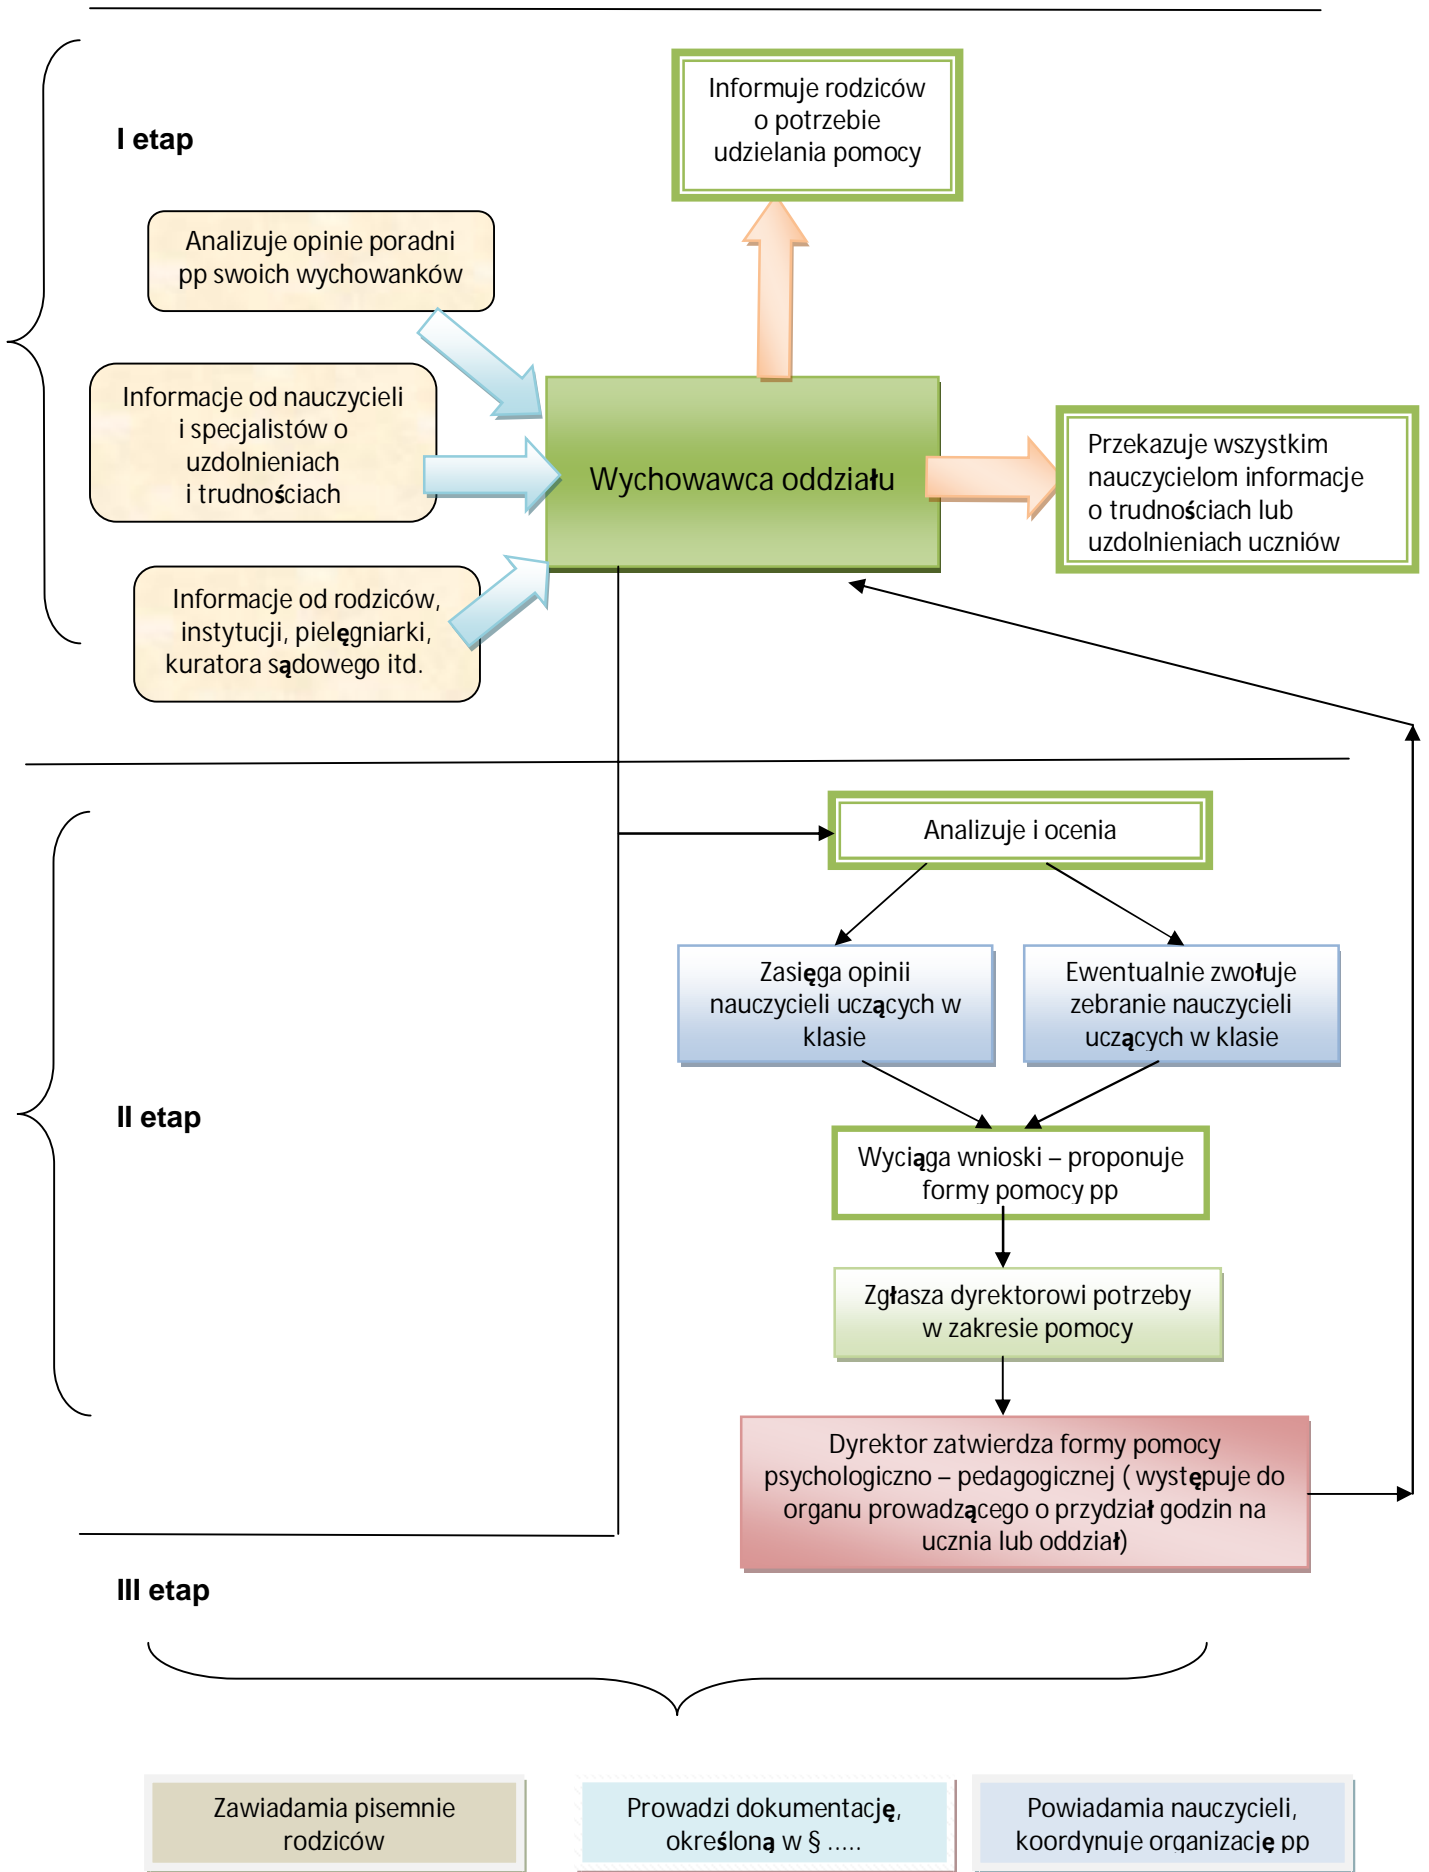 Informuje rodziców
o potrzebie
udzielania pomocy
I etap
Analizuje opinie poradni
pp swoich wychowanków
Informacje od nauczycieli
i specjalistów o
uzdolnieniach
i trudnościach
Wychowawca oddziału
Przekazuje wszystkim
nauczycielom informacje
o trudnościach lub
uzdolnieniach uczniów
Informacje od rodziców,
instytucji, pielęgniarki,
kuratora sądowego itd.
Analizuje i ocenia
Zasięga opinii
nauczycieli uczących w
klasie
Ewentualnie zwołuje
zebranie nauczycieli
uczących w klasie
II etap
Wyciąga wnioski – proponuje
formy pomocy pp
Zgłasza dyrektorowi potrzeby
w zakresie pomocy
Dyrektor zatwierdza formy pomocy
psychologiczno – pedagogicznej ( występuje do
organu prowadzącego o przydział godzin na
ucznia lub oddział)
III etap
Zawiadamia pisemnie
rodziców
Prowadzi dokumentację,
określoną w § .....
Powiadamia nauczycieli,
koordynuje organizację pp